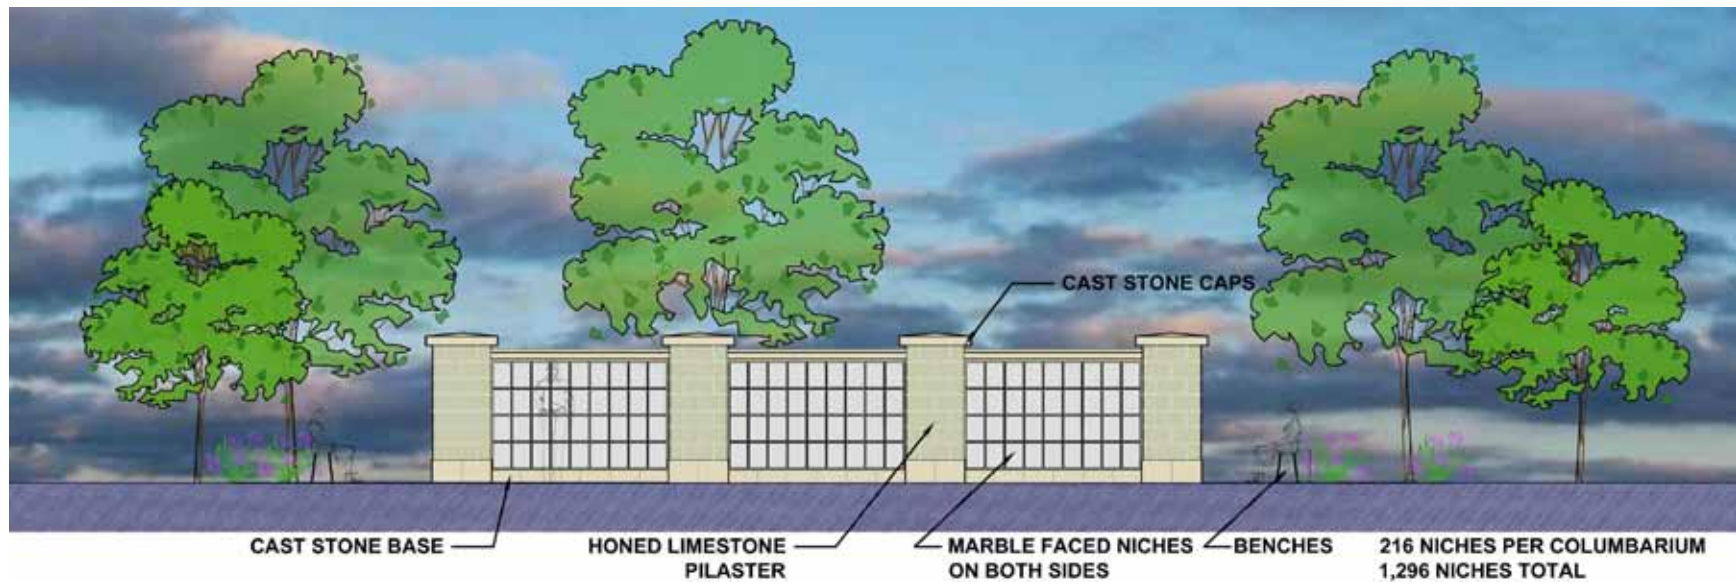 CAST STONE CAPS
CAST STONE BASE
HONED LIMESTONE
PILASTER
MARBLE FACED NICHES
ON BOTH SIDES
BENCHES
216 NICHES PER COLUMBARIUM
1,296 NICHES TOTAL